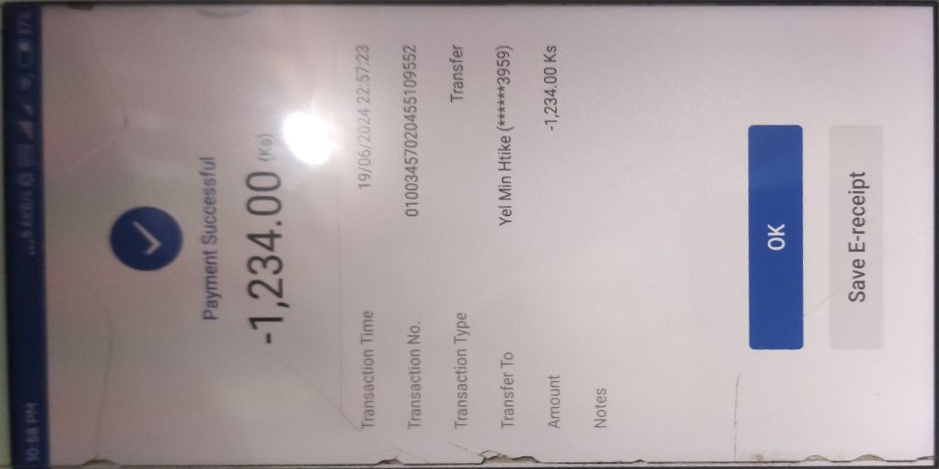 10:58 PM
Payment Successful
-1,234.00 (Ks)
Transaction Time 19/06/2024 22:57:23
Transaction No. 01003457020455109552
Transaction Type Transfer
Transfer To Yel Min Htike (******3959)
Amount -1,234.00 Ks
Notes
OK
Save E-receipt